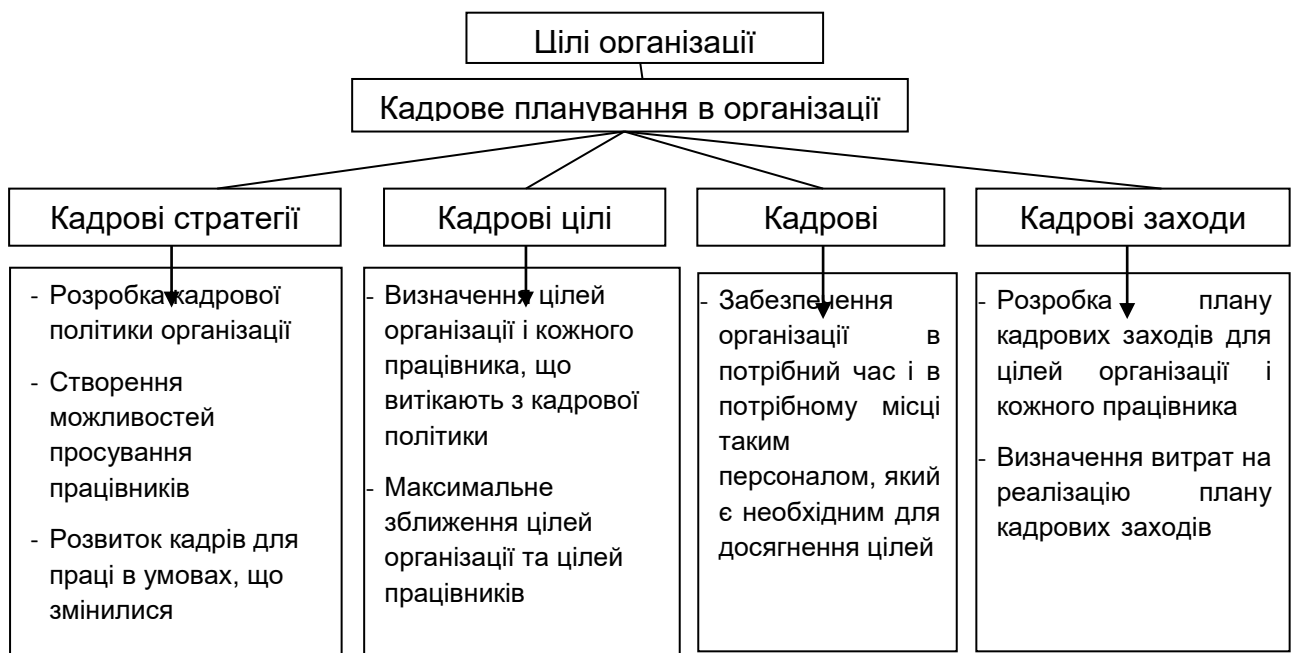 Цілі організації
Кадрове планування в організації
Кадрові стратегії
Кадрові цілі
Кадрові
Кадрові заходи
- Розробка кадрової
політики організації
- Створення
можливостей
просування
працівників
- Розвиток кадрів для
праці в умовах, що
змінилися
- Визначення цілей
організації і кожного
працівника, що
витікають з кадрової
політики
- Максимальне
зближення цілей
організації та цілей
працівників
- Забезпечення
організації в
потрібний час і в
потрібному місці
таким
персоналом, який
є необхідним для
досягнення цілей
- Розробка плану
кадрових заходів для
цілей організації і
кожного працівника
- Визначення витрат на
реалізацію плану
кадрових заходів